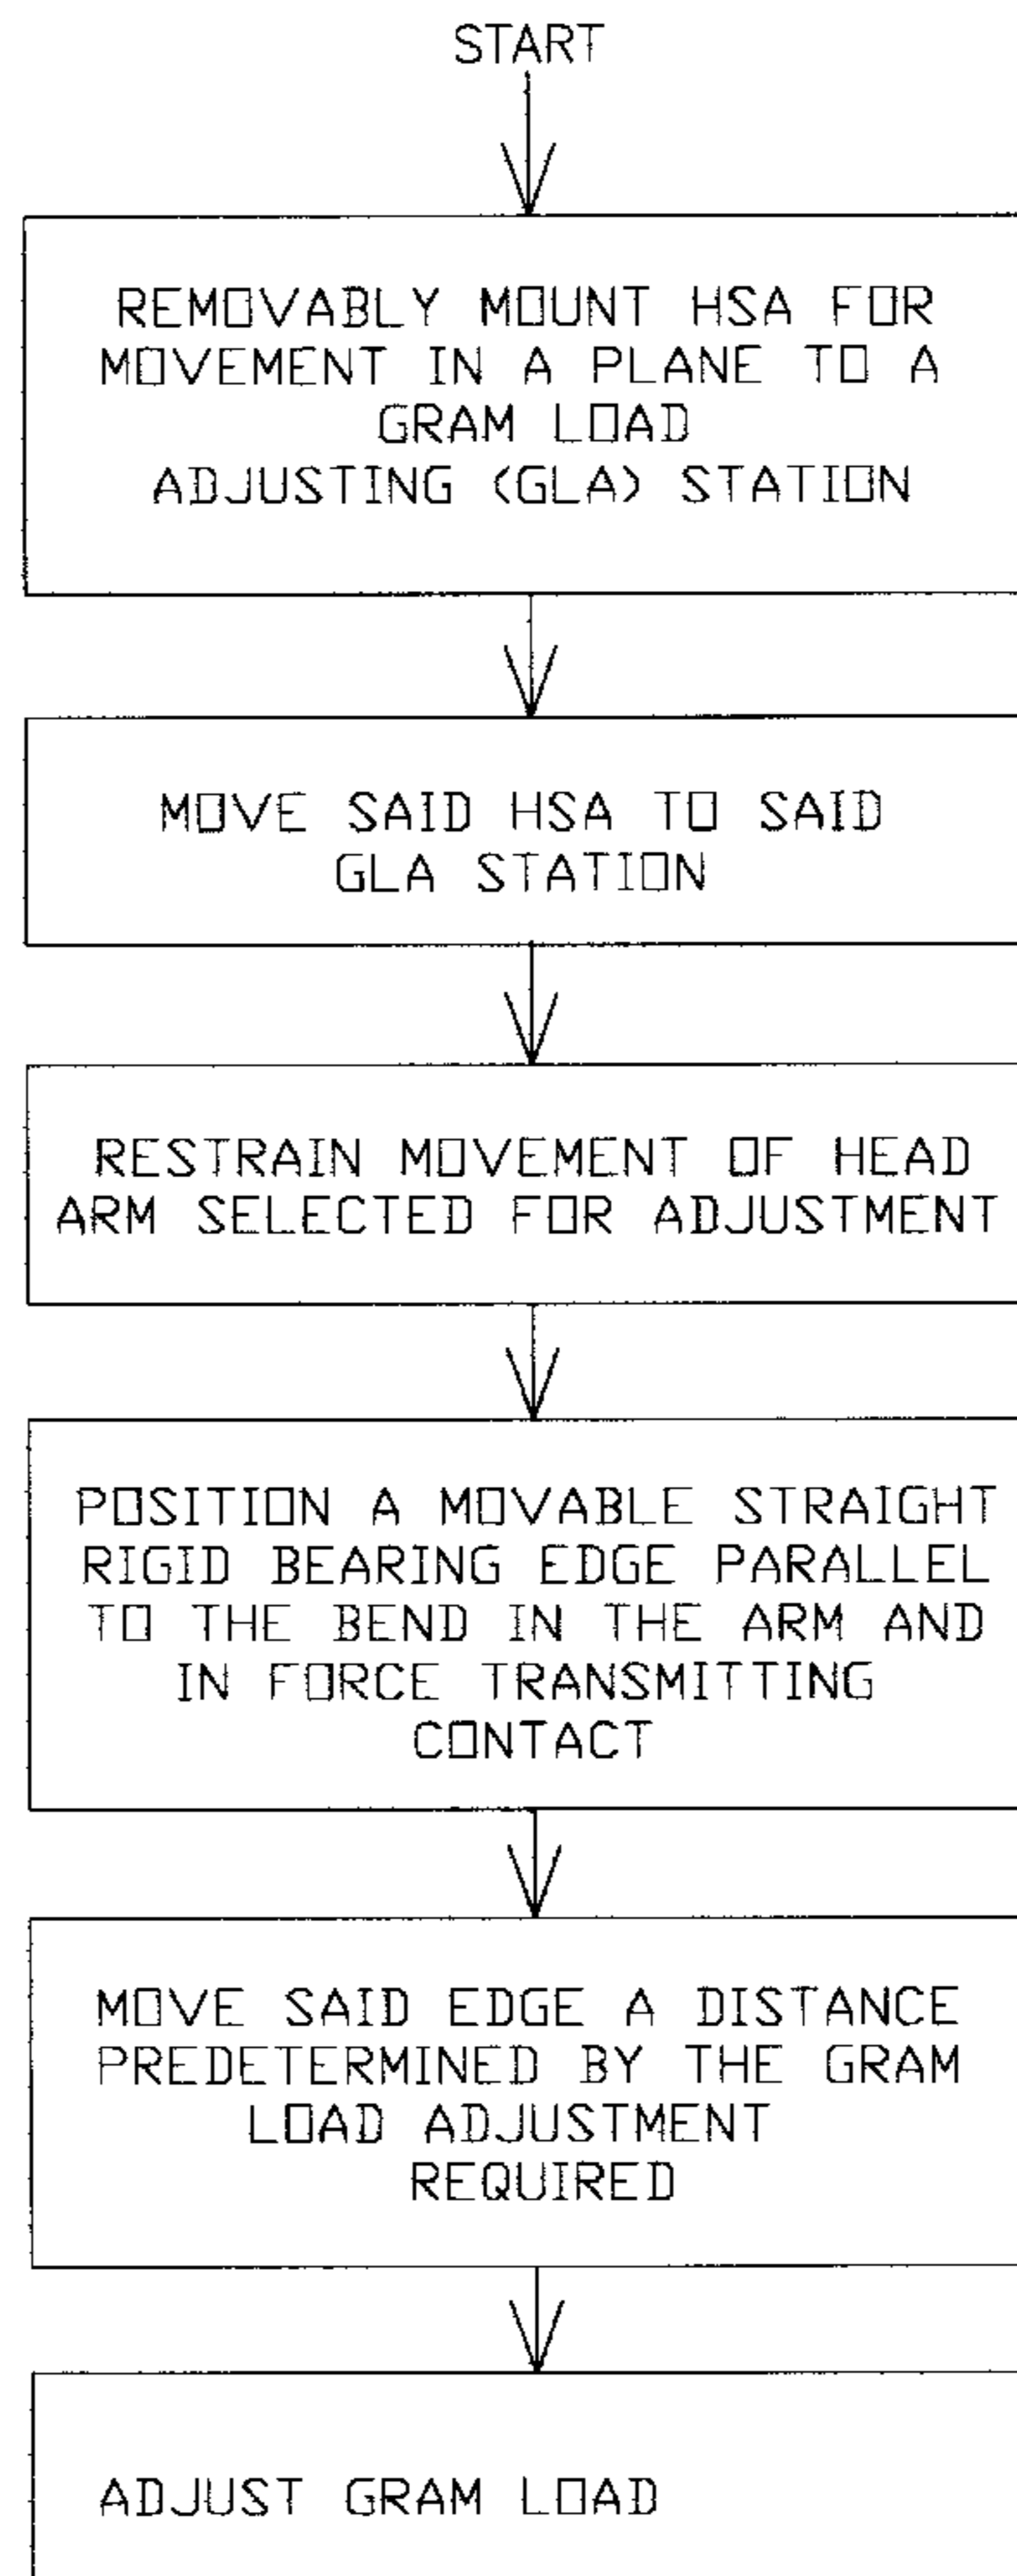 START
REMOVABLY MOUNT HSA FOR
MOVEMENT IN A PLANE TO A
GRAM LOAD
ADJUSTING (GLA) STATION
MOVE SAID HSA TO SAID
GLA STATION
RESTRAIN MOVEMENT OF HEAD
ARM SELECTED FOR ADJUSTMENT
POSITION A MOVABLE STRAIGHT
RIGID BEARING EDGE PARALLEL
TO THE BEND IN THE ARM AND
IN FORCE TRANSMITTING
CONTACT
MOVE SAID EDGE A DISTANCE
PREDETERMINED BY THE GRAM
LOAD ADJUSTMENT
REQUIRED
ADJUST GRAM LOAD